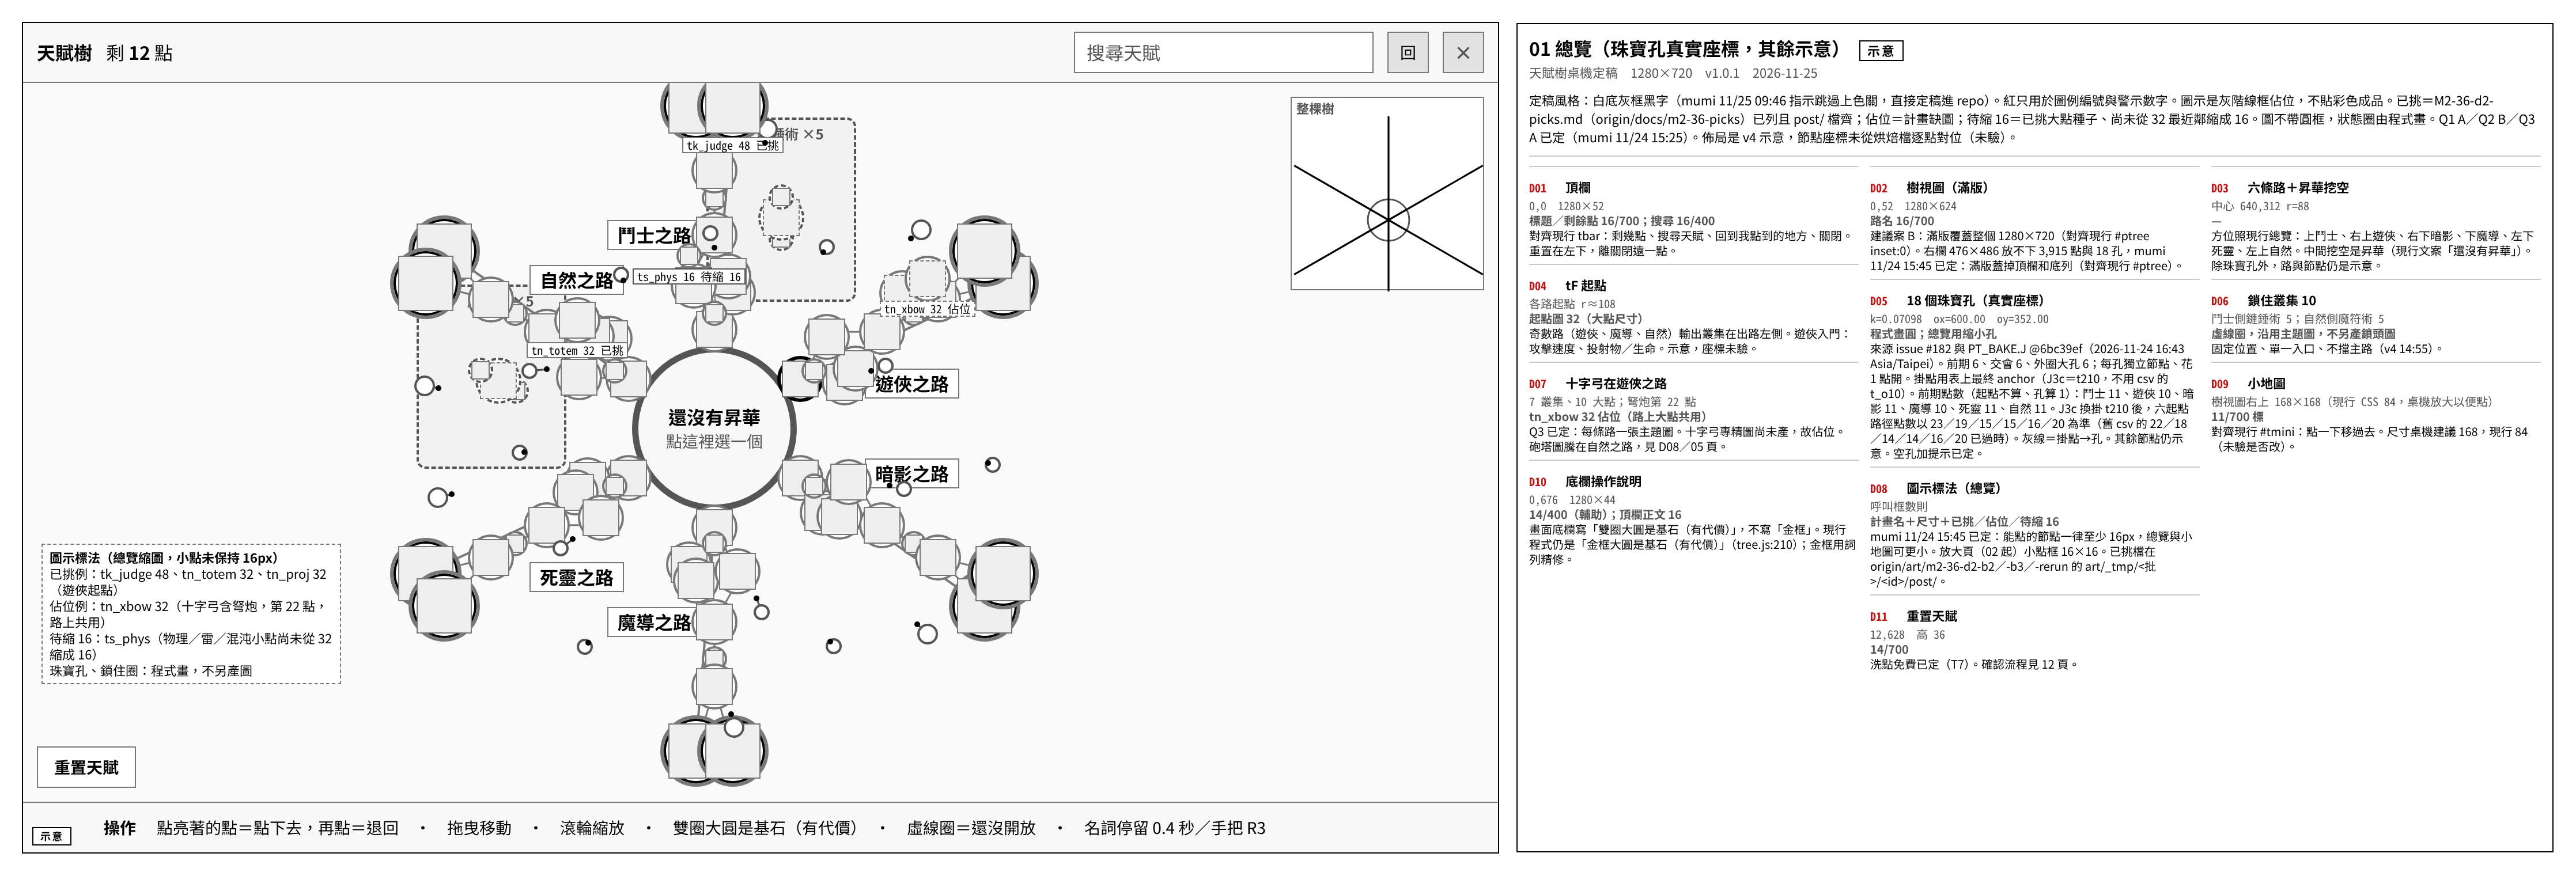 天賦樹 剩 12 點
搜尋天賦
回
×
整棵樹
錘術 ×5
tk_judge 48 已挑
鬥士之路
自然之路
ts_phys 16 待縮 16
×5
tn_xbow 32 佔位
tn_totem 32 已挑
遊俠之路
還沒有昇華
點這裡選一個
暗影之路
死靈之路
魔導之路
圖示標法（總覽縮圖，小點未保持 16px）
已挑例：tk_judge 48、tn_totem 32、tn_proj 32
（遊俠起點）
佔位例：tn_xbow 32（十字弓含弩炮，第 22 點，
路上共用）
待縮 16：ts_phys（物理／雷／混沌小點尚未從 32
縮成 16）
珠寶孔、鎖住圈：程式畫，不另產圖
重置天賦
示意
操作 點亮著的點＝點下去，再點＝退回 ・ 拖曳移動 ・ 滾輪縮放 ・ 雙圈大圓是基石（有代價） ・ 虛線圈＝還沒開放 ・ 名詞停留 0.4 秒／手把 R3
01 總覽（珠寶孔真實座標，其餘示意） 示意
天賦樹桌機定稿 1280×720 v1.0.1 2026-11-25
定稿風格：白底灰框黑字（mumi 11/25 09:46 指示跳過上色關，直接定稿進 repo）。紅只用於圖例編號與警示數字。圖示是灰階線框佔位，不貼彩色成品。已挑＝M2-36-d2-
picks.md（origin/docs/m2-36-picks）已列且 post/ 檔齊；佔位＝計畫缺圖；待縮 16＝已挑大點種子、尚未從 32 最近鄰縮成 16。圖不帶圓框，狀態圈由程式畫。Q1 A／Q2 B／Q3
A 已定（mumi 11/24 15:25）。佈局是 v4 示意，節點座標未從烘焙檔逐點對位（未驗）。
D01 頂欄
0,0 1280×52
標題／剩餘點 16/700；搜尋 16/400
對齊現行 tbar：剩幾點、搜尋天賦、回到我點到的地方、關閉。
重置在左下，離關閉遠一點。
D04 tF 起點
各路起點 r≈108
起點圖 32（大點尺寸）
奇數路（遊俠、魔導、自然）輸出叢集在出路左側。遊俠入門：
攻擊速度、投射物／生命。示意，座標未驗。
D07 十字弓在遊俠之路
7 叢集、10 大點；弩炮第 22 點
tn_xbow 32 佔位（路上大點共用）
Q3 已定：每條路一張主題圖。十字弓專精圖尚未產，故佔位。
砲塔圖騰在自然之路，見 D08／05 頁。
D10 底欄操作說明
0,676 1280×44
14/400（輔助）；頂欄正文 16
畫面底欄寫「雙圈大圓是基石（有代價）」，不寫「金框」。現行
程式仍是「金框大圓是基石（有代價）」（tree.js:210）；金框用詞
列精修。
D02 樹視圖（滿版）
0,52 1280×624
路名 16/700
建議案 B：滿版覆蓋整個 1280×720（對齊現行 #ptree
inset:0）。右欄 476×486 放不下 3,915 點與 18 孔，mumi
11/24 15:45 已定：滿版蓋掉頂欄和底列（對齊現行 #ptree）。
D05 18 個珠寶孔（真實座標）
k=0.07098 ox=600.00 oy=352.00
程式畫圓；總覽用縮小孔
來源 issue #182 與 PT_BAKE.J @6bc39ef（2026-11-24 16:43
Asia/Taipei）。前期 6、交會 6、外圈大孔 6；每孔獨立節點、花
1 點開。掛點用表上最終 anchor（J3c＝t210，不用 csv 的
t_o10）。前期點數（起點不算、孔算 1）：鬥士 11、遊俠 10、暗
影 11、魔導 10、死靈 11、自然 11。J3c 換掛 t210 後，六起點
路徑點數以 23／19／15／15／16／20 為準（舊 csv 的 22／18
／14／14／16／20 已過時）。灰線＝掛點→孔。其餘節點仍示
意。空孔加提示已定。
D08 圖示標法（總覽）
呼叫框數則
計畫名＋尺寸＋已挑／佔位／待縮 16
mumi 11/24 15:45 已定：能點的節點一律至少 16px，總覽與小
地圖可更小。放大頁（02 起）小點框 16×16。已挑檔在
origin/art/m2-36-d2-b2／-b3／-rerun 的 art/_tmp/<批
>/<id>/post/。
D11 重置天賦
12,628 高 36
14/700
洗點免費已定（T7）。確認流程見 12 頁。
D03 六條路＋昇華挖空
中心 640,312 r=88
—
方位照現行總覽：上鬥士、右上遊俠、右下暗影、下魔導、左下
死靈、左上自然。中間挖空是昇華（現行文案「還沒有昇華」）。
除珠寶孔外，路與節點仍是示意。
D06 鎖住叢集 10
鬥士側鏈錘術 5；自然側魔符術 5
虛線圈，沿用主題圖，不另產鎖頭圖
固定位置、單一入口、不擋主路（v4 14:55）。
D09 小地圖
樹視圖右上 168×168（現行 CSS 84，桌機放大以便點）
11/700 標
對齊現行 #tmini：點一下移過去。尺寸桌機建議 168，現行 84
（未驗是否改）。